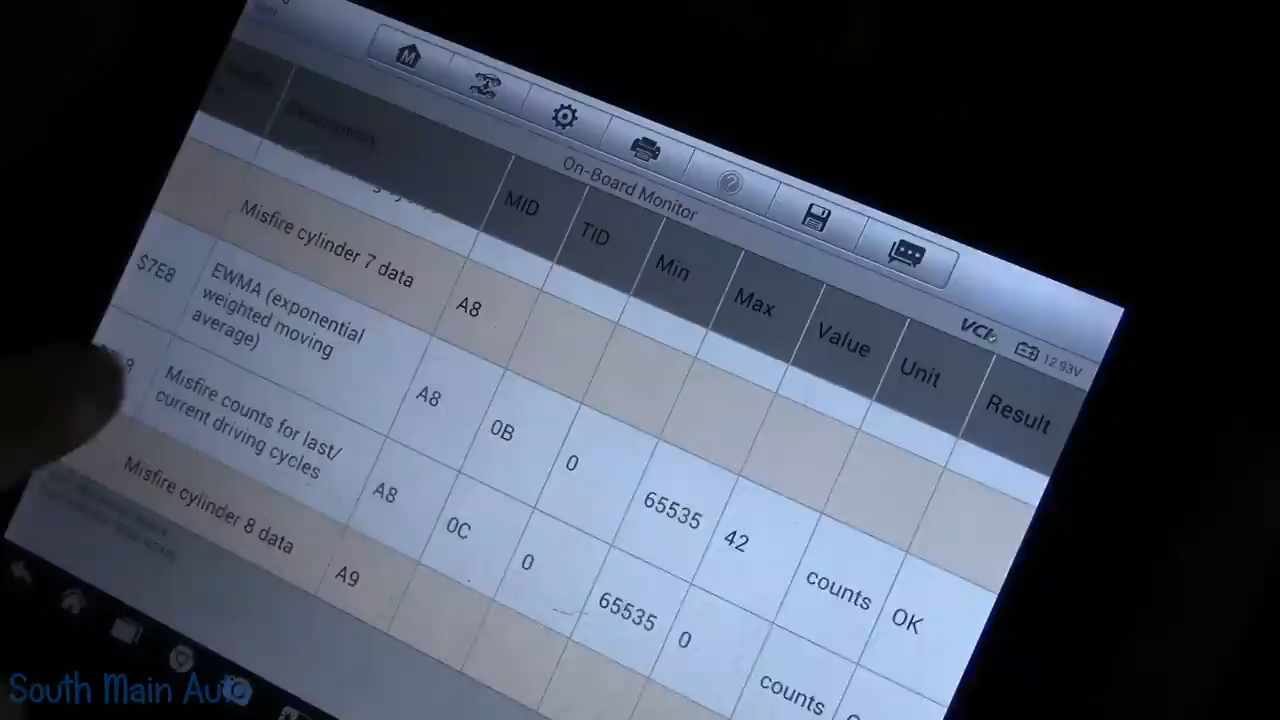 On-Board Monitor
VCI
12.93V
Description MID TID Min Max Value Unit Result
Misfire cylinder 7 data A8
$7E8 EWMA (exponential
weighted moving
average) A8 0B 0 65535 42 counts OK
Misfire counts for last/
current driving cycles A8 0C 0 65535 0 counts
Misfire cylinder 8 data A9
South Main Auto